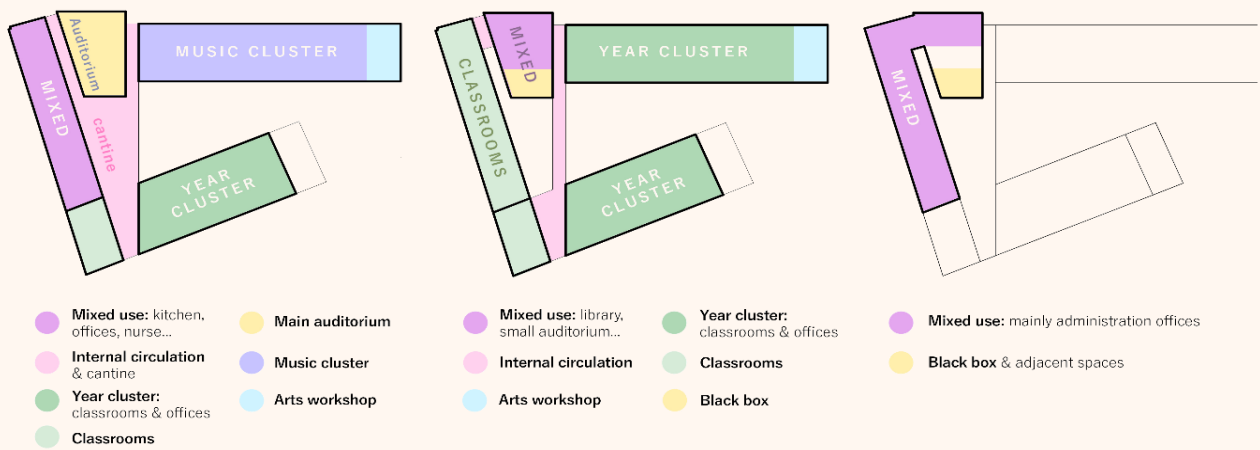 Auditorium
MIXED
cantine
MUSIC CLUSTER
YEAR
CLUSTER
MIXED
CLASSROOMS
YEAR CLUSTER
YEAR
CLUSTER
MIXED
Mixed use: kitchen,
offices, nurse...
Internal circulation
& cantine
Year cluster:
classrooms & offices
Classrooms
Main auditorium
Music cluster
Arts workshop
Mixed use: library,
small auditorium...
Internal circulation
Arts workshop
Year cluster:
classrooms & offices
Classrooms
Black box
Mixed use: mainly administration offices
Black box & adjacent spaces